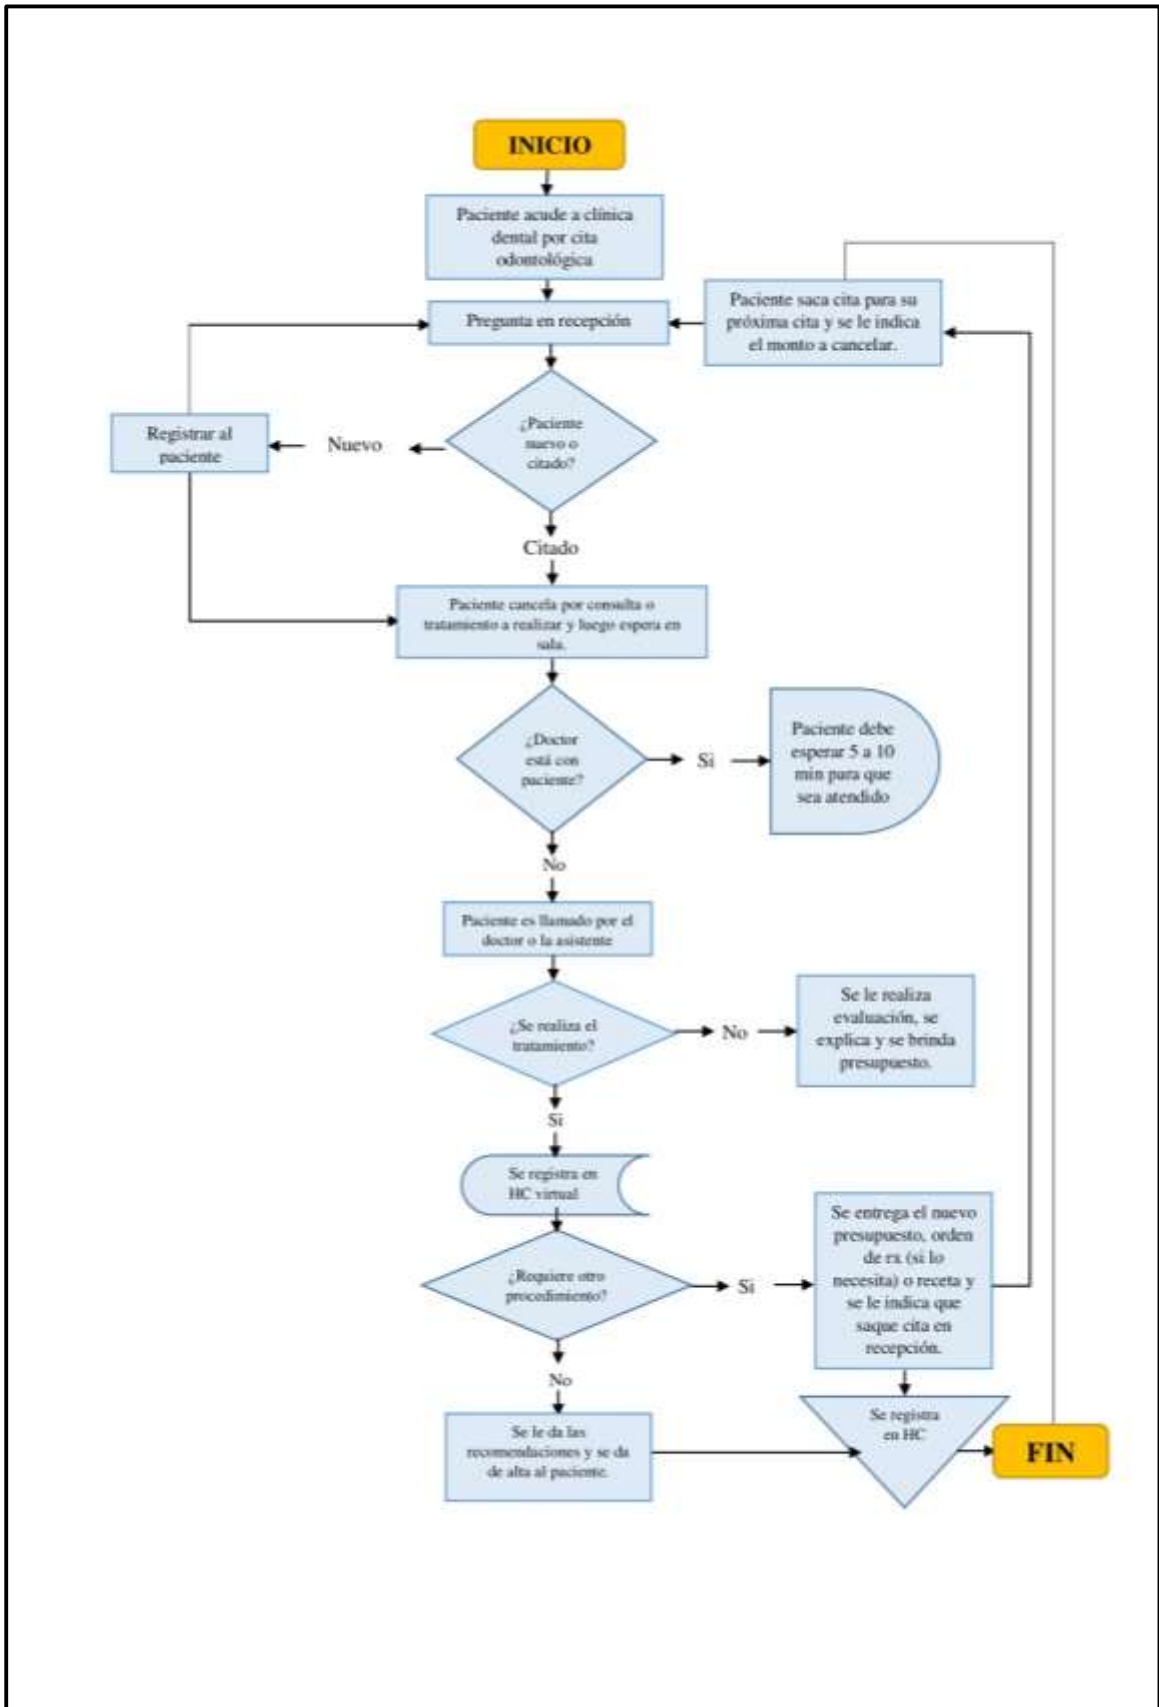 INICIO
Paciente acude a clínica
dental por cita
odontológica
Pregunta en recepción
Paciente saca cita para su
próxima cita y se le indica
el monto a cancelar.
¿Paciente
nuevo o
citado?
Nuevo
Registrar al
paciente
Citado
Paciente cancela por consulta o
tratamiento a realizar y luego espera en
sala.
¿Doctor
está con
paciente?
Si
Paciente debe
esperar 5 a 10
min para que
sea atendido
No
Paciente es llamado por el
doctor o la asistente
¿Se realiza el
tratamiento?
No
Se le realiza
evaluación, se
explica y se brinda
presupuesto.
Si
Se registra en
HC virtual
¿Requiere otro
procedimiento?
Si
Se entrega el nuevo
presupuesto, orden
de rx (si lo
necesita) o receta y
se le indica que
saque cita en
recepción.
No
Se le da las
recomendaciones y se da
de alta al paciente.
Se registra
en HC
FIN